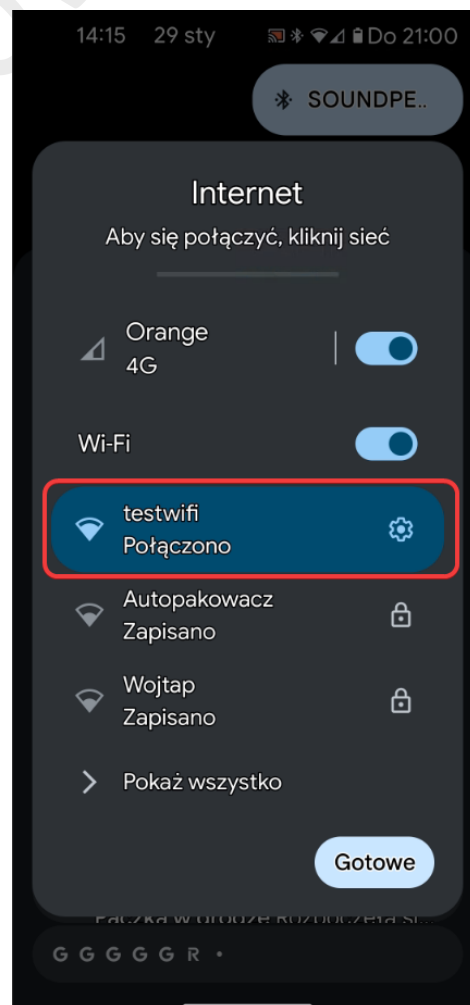 14:15 29 sty Do 21:00
SOUNDPE..
Internet
Aby się połączyć, kliknij sieć
Orange
4G
Wi-Fi
testwifi
Połączono
Autopakowacz
Zapisano
Wojtap
Zapisano
Pokaż wszystko
Gotowe
G G G G G R •